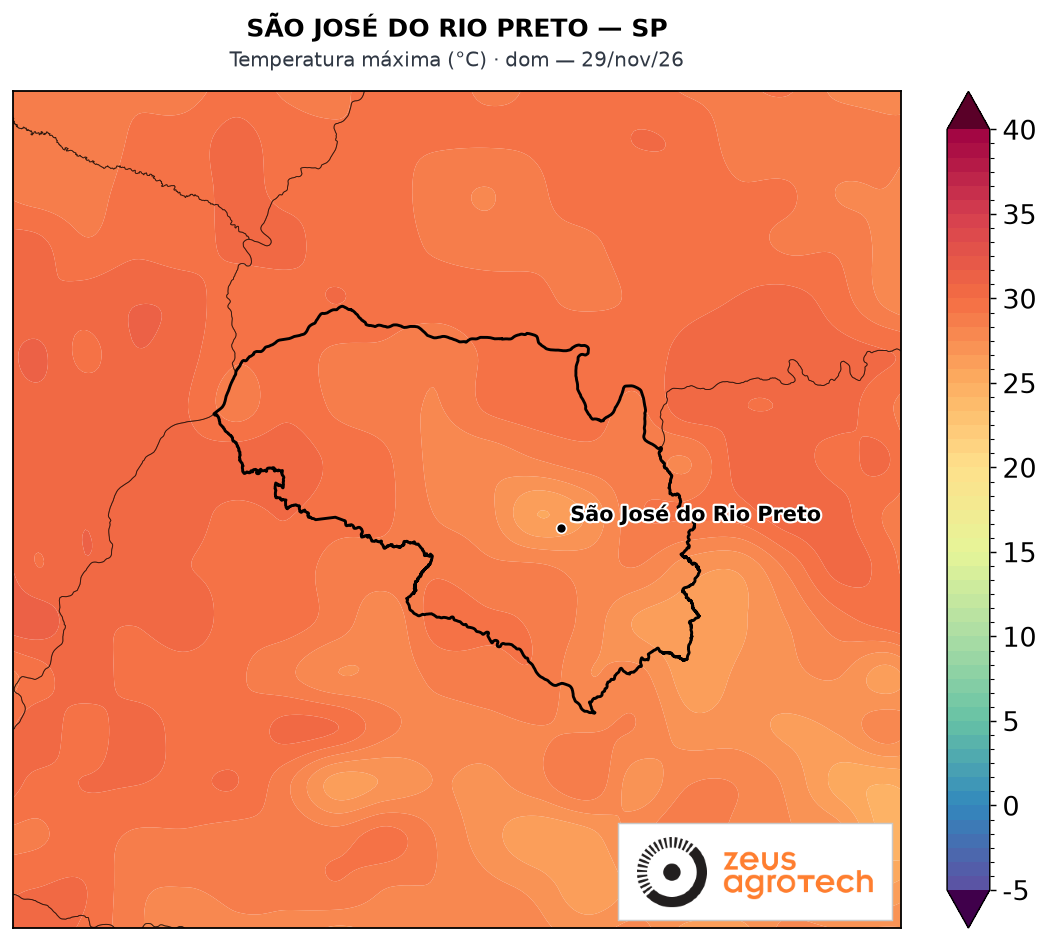 SÃO JOSÉ DO RIO PRETO — SP
Temperatura máxima (°C) · dom — 29/nov/26
40
35
30
25
20
15
10
5
0
-5
São José do Rio Preto
zeus
agrotech